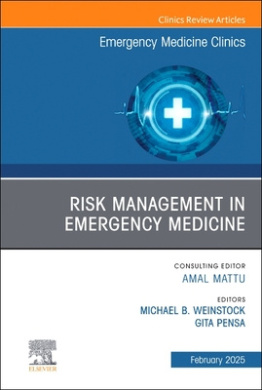 Clinics Review Articles
Emergency Medicine Clinics
RISK MANAGEMENT IN
EMERGENCY MEDICINE
CONSULTING EDITOR
AMAL MATTU
EDITORS
MICHAEL B. WEINSTOCK
GITA PENSA
ELSEVIER
February 2025